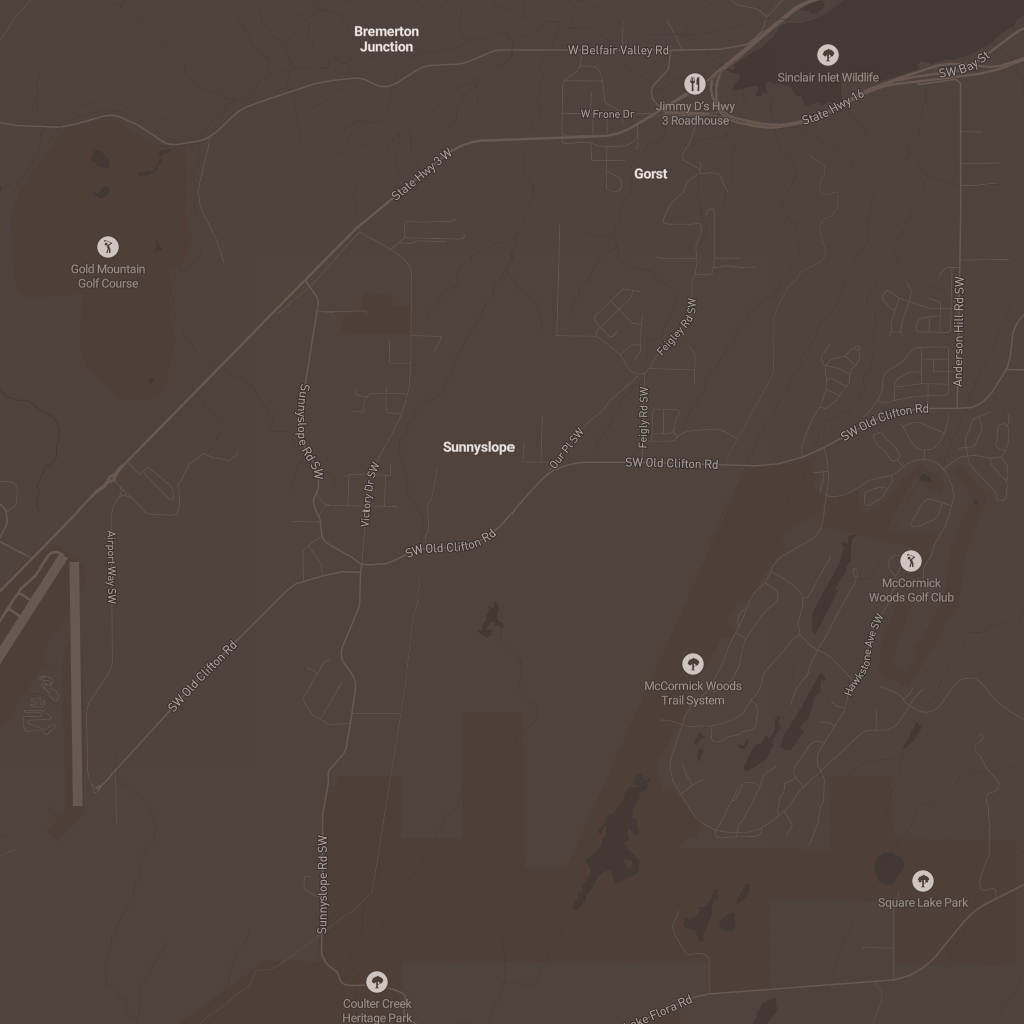 Bremerton
Junction
W Belfair Valley Rd
SW Bay St
Sinclair Inlet Wildlife
State Hwy 16
Jimmy D's Hwy
3 Roadhouse
W Frone Dr
State Hwy 3 W
Gorst
Gold Mountain
Golf Course
Anderson Hill Rd SW
Feigley Rd SW
Sunnyslope Rd SW
Feigly Rd SW
SW Old Clifton Rd
Sunnyslope
Our Pl SW
SW Old Clifton Rd
Victory Dr SW
SW Old Clifton Rd
Airport Way SW
McCormick
Woods Golf Club
Hawkstone Ave SW
SW Old Clifton Rd
McCormick Woods
Trail System
Sunnyslope Rd SW
Square Lake Park
Coulter Creek
Heritage Park
Lake Flora Rd